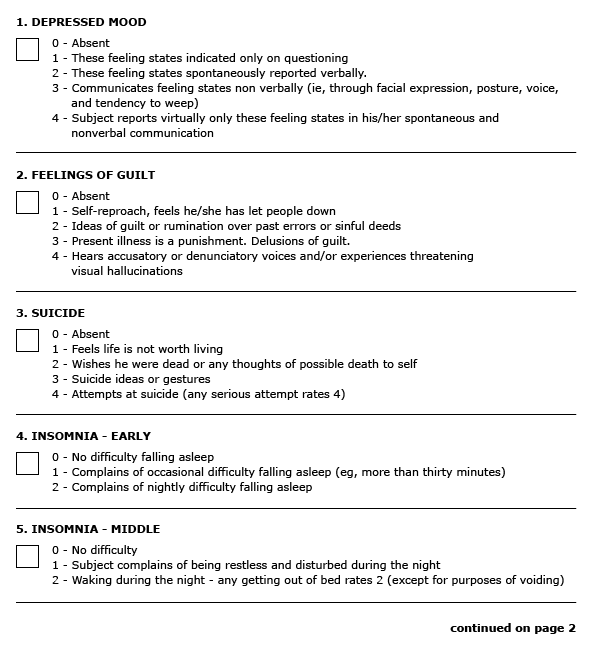 1. DEPRESSED MOOD
0 - Absent
1 - These feeling states indicated only on questioning
2 - These feeling states spontaneously reported verbally.
3 - Communicates feeling states non verbally (ie, through facial expression, posture, voice,
and tendency to weep)
4 - Subject reports virtually only these feeling states in his/her spontaneous and
nonverbal communication
2. FEELINGS OF GUILT
0 - Absent
1 - Self-reproach, feels he/she has let people down
2 - Ideas of guilt or rumination over past errors or sinful deeds
3 - Present illness is a punishment. Delusions of guilt.
4 - Hears accusatory or denunciatory voices and/or experiences threatening
visual hallucinations
3. SUICIDE
0 - Absent
1 - Feels life is not worth living
2 - Wishes he were dead or any thoughts of possible death to self
3 - Suicide ideas or gestures
4 - Attempts at suicide (any serious attempt rates 4)
4. INSOMNIA - EARLY
0 - No difficulty falling asleep
1 - Complains of occasional difficulty falling asleep (eg, more than thirty minutes)
2 - Complains of nightly difficulty falling asleep
5. INSOMNIA - MIDDLE
0 - No difficulty
1 - Subject complains of being restless and disturbed during the night
2 - Waking during the night - any getting out of bed rates 2 (except for purposes of voiding)
continued on page 2